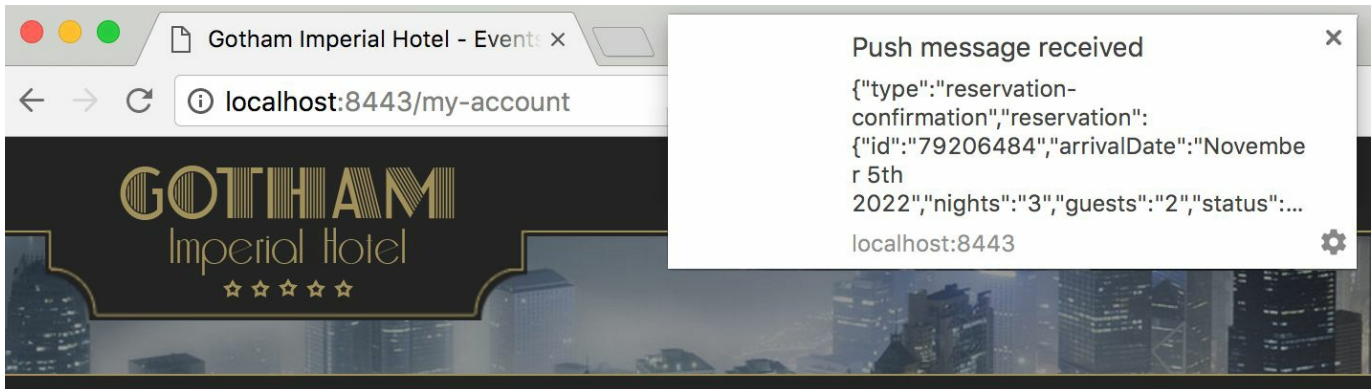 Gotham Imperial Hotel - Events
localhost:8443/my-account
Push message received
{"type":"reservation-
confirmation","reservation":
{"id":"79206484","arrivalDate":"Novembe
r 5th
2022","nights":"3","guests":"2","status":...
localhost:8443
GOTHAM
Imperial Hotel